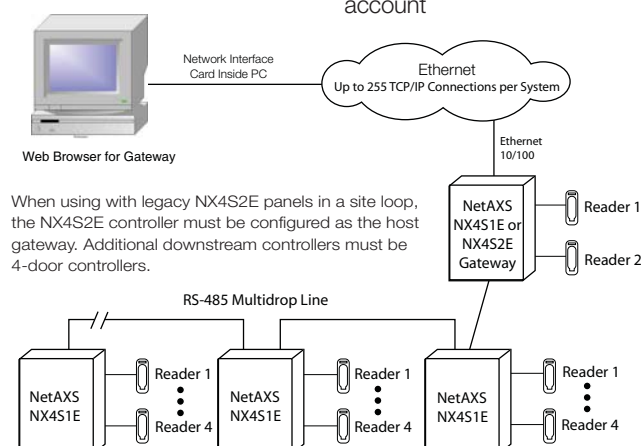 account
Network Interface
Card Inside PC
Ethernet
Up to 255 TCP/IP Connections per System
Web Browser for Gateway
Ethernet
10/100
When using with legacy NX4S2E panels in a site loop,
the NX4S2E controller must be configured as the host
gateway. Additional downstream controllers must be
4-door controllers.
NetAXS
NX4S1E or
NX4S2E
Gateway
Reader 1
Reader 2
RS-485 Multidrop Line
NetAXS
NX4S1E
Reader 1
Reader 4
NetAXS
NX4S1E
Reader 1
Reader 4
NetAXS
NX4S1E
Reader 1
Reader 4